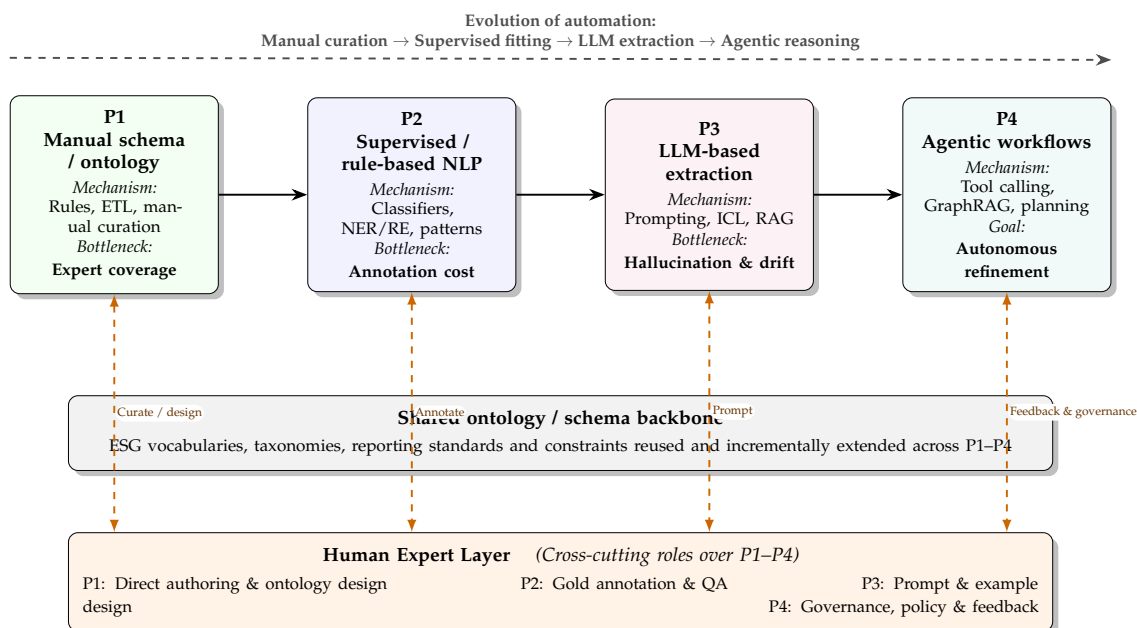 Evolution of automation:
Manual curation → Supervised fitting → LLM extraction → Agentic reasoning
P1
Manual schema
/ ontology
Mechanism:
Rules, ETL, man-
ual curation
Bottleneck:
Expert coverage
P2
Supervised /
rule-based NLP
Mechanism:
Classifiers,
NER/RE, patterns
Bottleneck:
Annotation cost
P3
LLM-based
extraction
Mechanism:
Prompting, ICL, RAG
Bottleneck:
Hallucination & drift
P4
Agentic workflows
Mechanism:
Tool calling,
GraphRAG, planning
Goal:
Autonomous
refinement
Curate / design
Annotate
Prompt
Feedback & governance
Shared ontology / schema backbone
ESG vocabularies, taxonomies, reporting standards and constraints reused and incrementally extended across P1–P4
Human Expert Layer (Cross-cutting roles over P1–P4)
P1: Direct authoring & ontology design P2: Gold annotation & QA P3: Prompt & example
design P4: Governance, policy & feedback